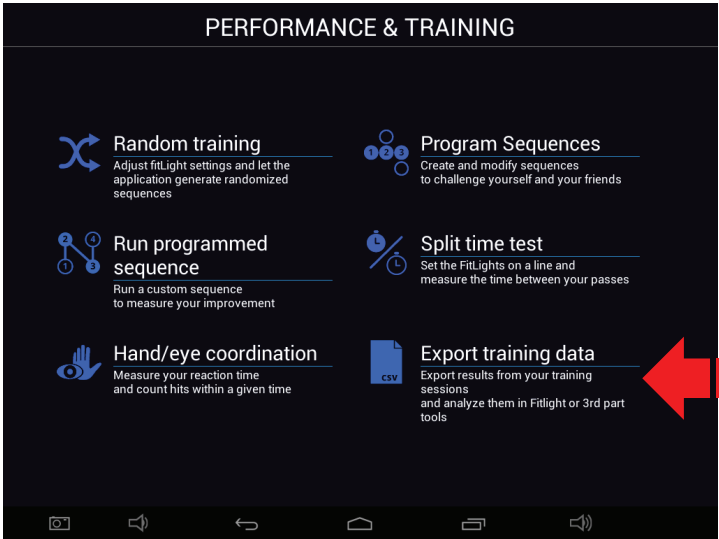 PERFORMANCE & TRAINING
Random training
Adjust fitLight settings and let the
application generate randomized
sequences
1 2 3
Program Sequences
Create and modify sequences
to challenge yourself and your friends
2 4
1 3
Run programmed
sequence
Run a custom sequence
to measure your improvement
Split time test
Set the FitLights on a line and
measure the time between your passes
Hand/eye coordination
Measure your reaction time
and count hits within a given time
CSV
Export training data
Export results from your training
sessions
and analyze them in Fitlight or 3rd part
tools